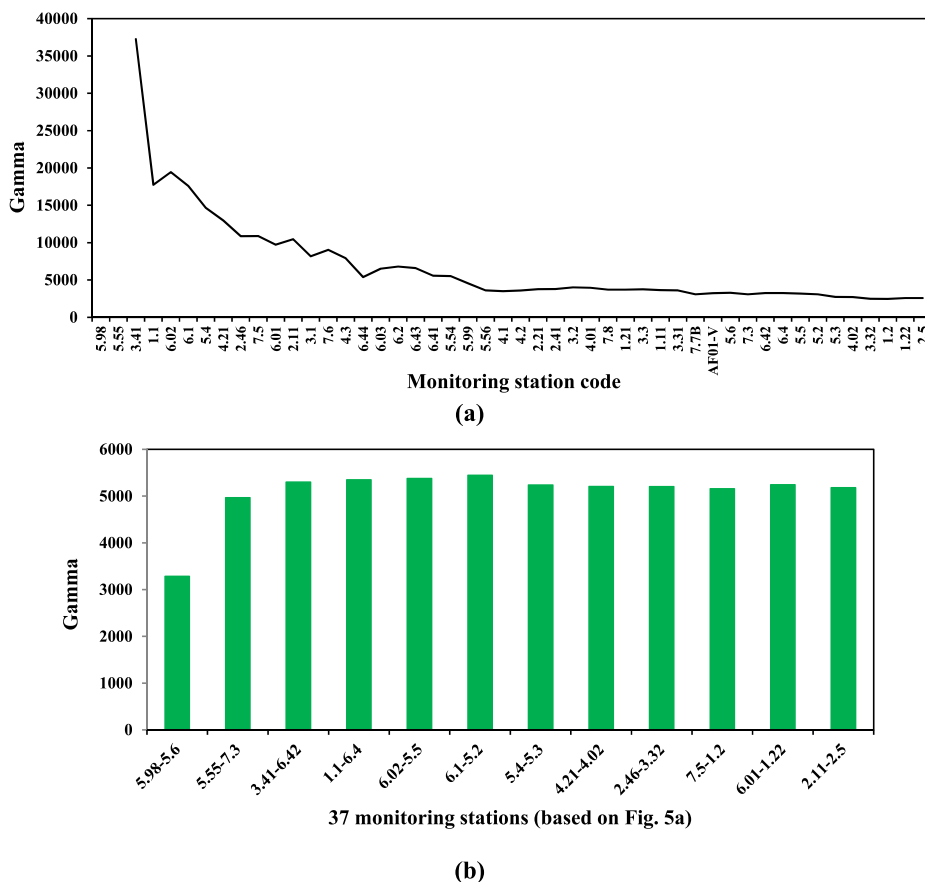 40000
35000
30000
25000
20000
15000
10000
5000
0
Gamma
5.98 5.55 3.41 1.1 6.02 6.1 5.4 4.21 2.46 7.5 6.01 2.11 3.1 7.6 4.3 6.44 6.03 6.2 6.43 6.41 5.54 5.99 5.56 4.1 4.2 2.21 2.41 3.2 4.01 7.8 1.21 3.3 1.11 3.31 7.7B AF01-V 5.6 7.3 6.42 6.4 5.5 5.2 5.3 4.02 3.32 1.2 1.22 2.5
Monitoring station code
(a)
6000
5000
4000
3000
2000
1000
0
Gamma
5.98-5.6 5.55-7.3 3.41-6.42 1.1-6.4 6.02-5.5 6.1-5.2 5.4-5.3 4.21-4.02 2.46-3.32 7.5-1.2 6.01-1.22 2.11-2.5
37 monitoring stations (based on Fig. 5a)
(b)